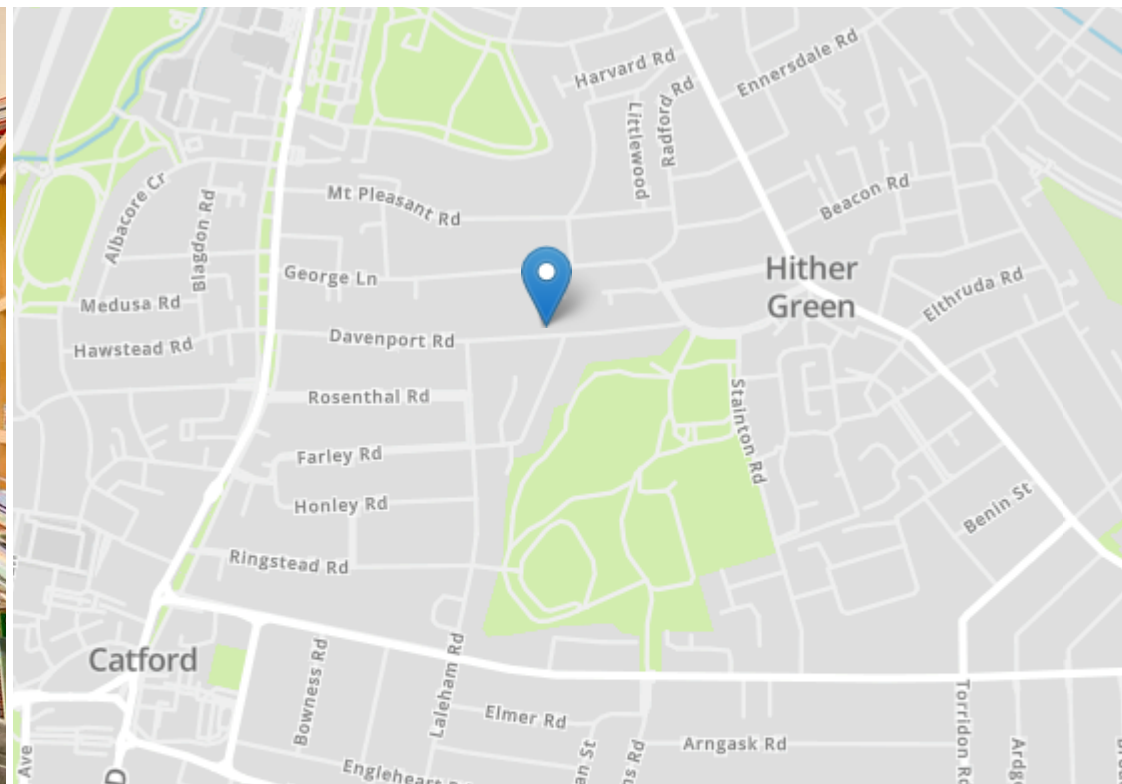 Harvard Rd
Ennersdale Rd
Littlewood
Radford Rd
Albacore Cr
Blagdon Rd
Mt Pleasant Rd
Beacon Rd
George Ln
Hither
Green
Elthruda Rd
Medusa Rd
Hawstead Rd
Davenport Rd
Rosenthal Rd
Stainton Rd
Farley Rd
Honley Rd
Benin St
Ringstead Rd
Catford
Bowness Rd
Laleham Rd
Elmer Rd
Arngask Rd
Torridon Rd
Engleheart
Ave